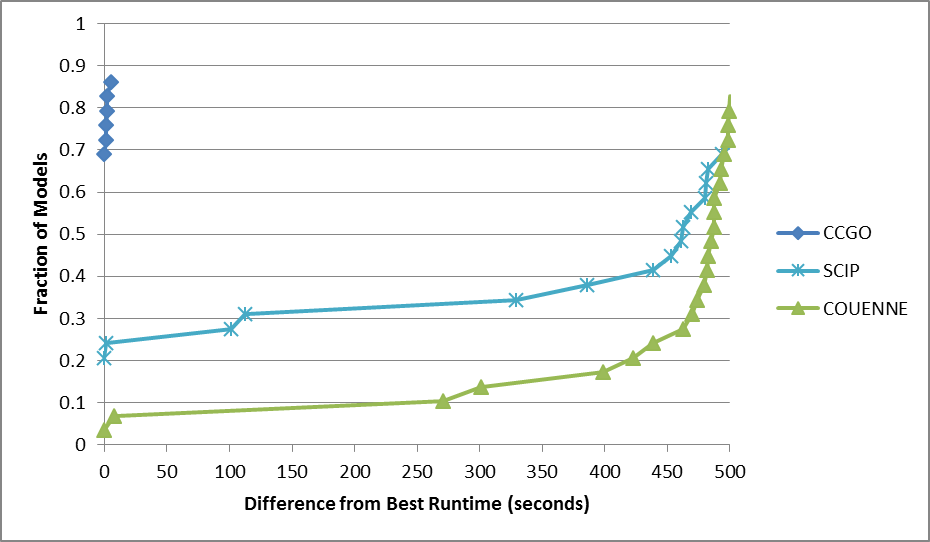 1
0.9
0.8
0.7
0.6
0.5
0.4
0.3
0.2
0.1
0
Fraction of Models
0 50 100 150 200 250 300 350 400 450 500
Difference from Best Runtime (seconds)
CCGO
SCIP
COUENNE